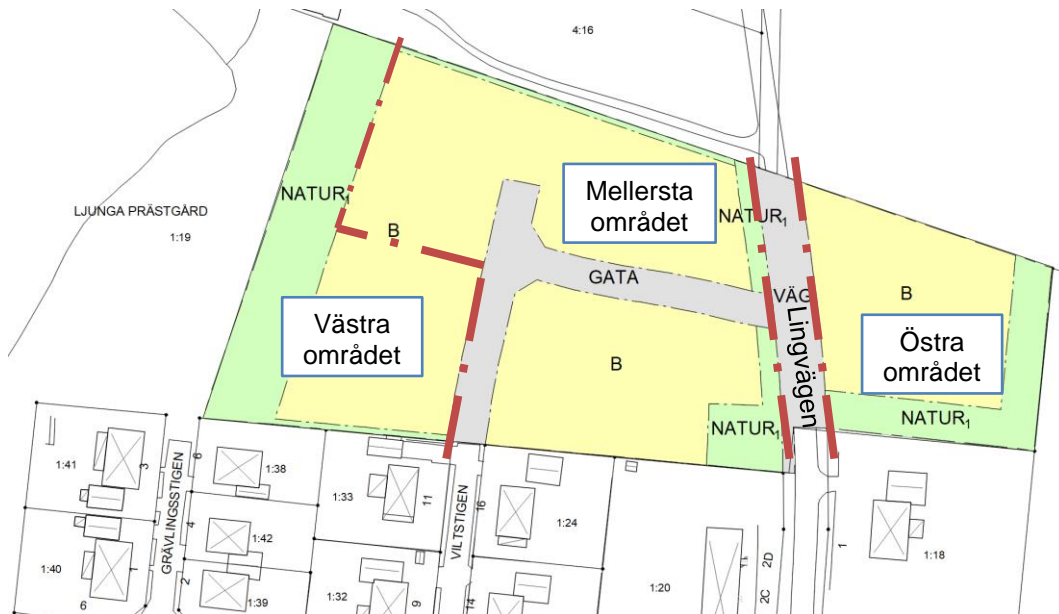 4:16
Mellersta
området
NATUR₁
NATUR₁
LJUNGA PRÄSTGÅRD
1:19
B
GATA
VÄG
B
Lingvägen
Västra
området
Östra
området
B
NATUR₁
NATUR₁
1:41
3
GRÄVLINGSSTIGEN
6
1:38
1:33
11
VILTSTIGEN
16
1:24
4
1:42
1:40
1
2
1:39
6
1:32
9
14
1:20
2C
2D
1
1:18